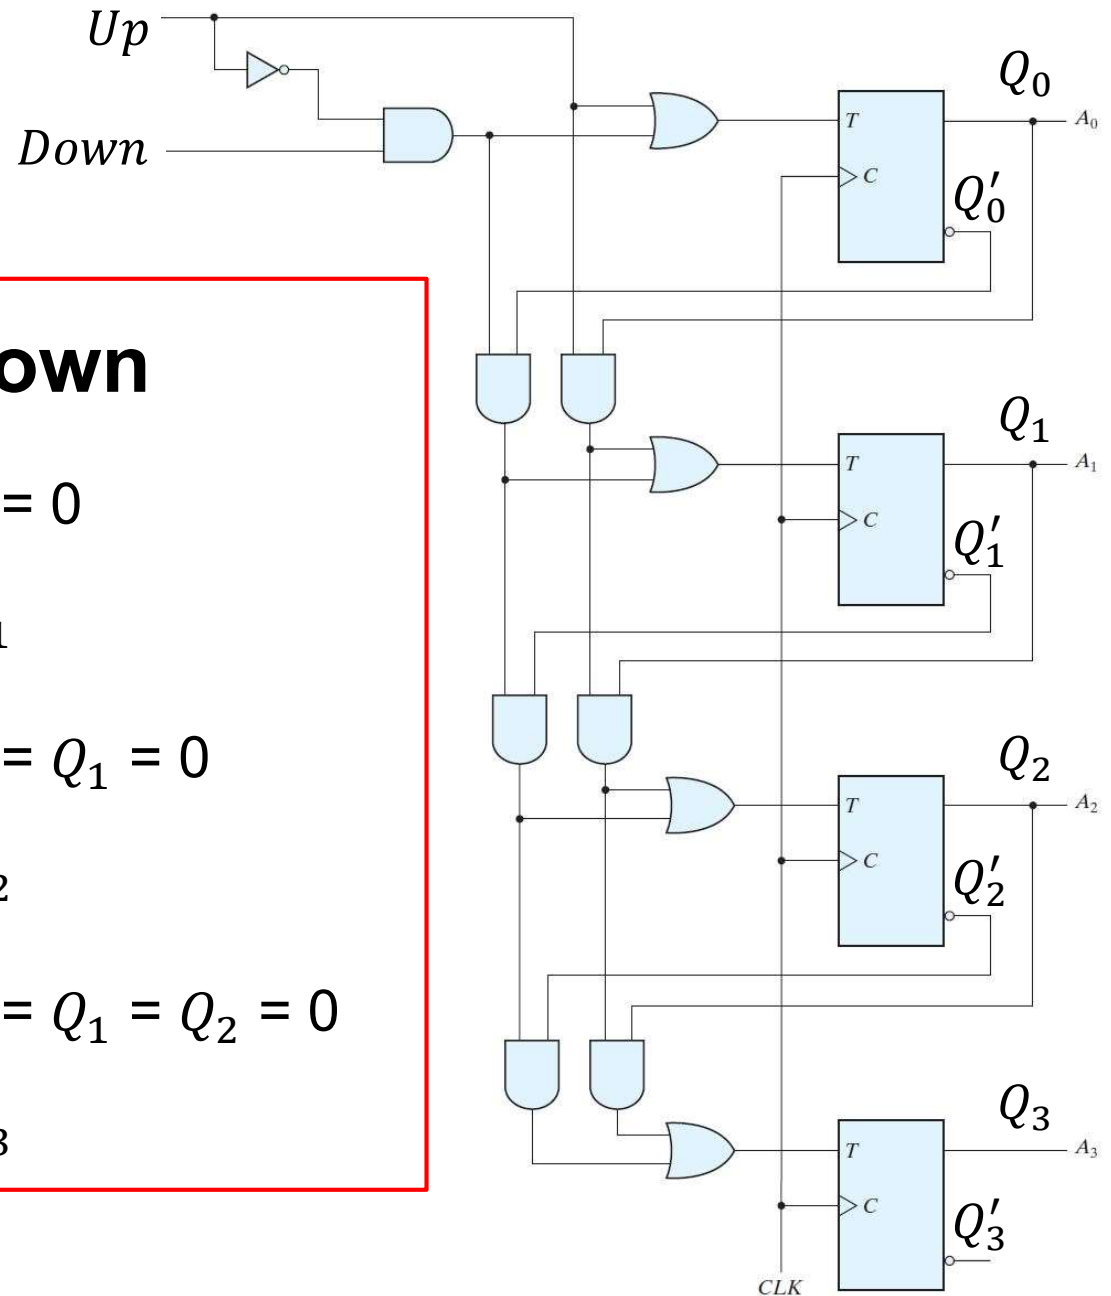 Up
Down
own
= 0
1
= Q₁ = 0
2
= Q₁ = Q₂ = 0
3
Q₀
T
A₀
C
Q₀′
Q₁
T
A₁
C
Q₁′
Q₂
T
A₂
C
Q₂′
Q₃
T
A₃
C
Q₃′
CLK